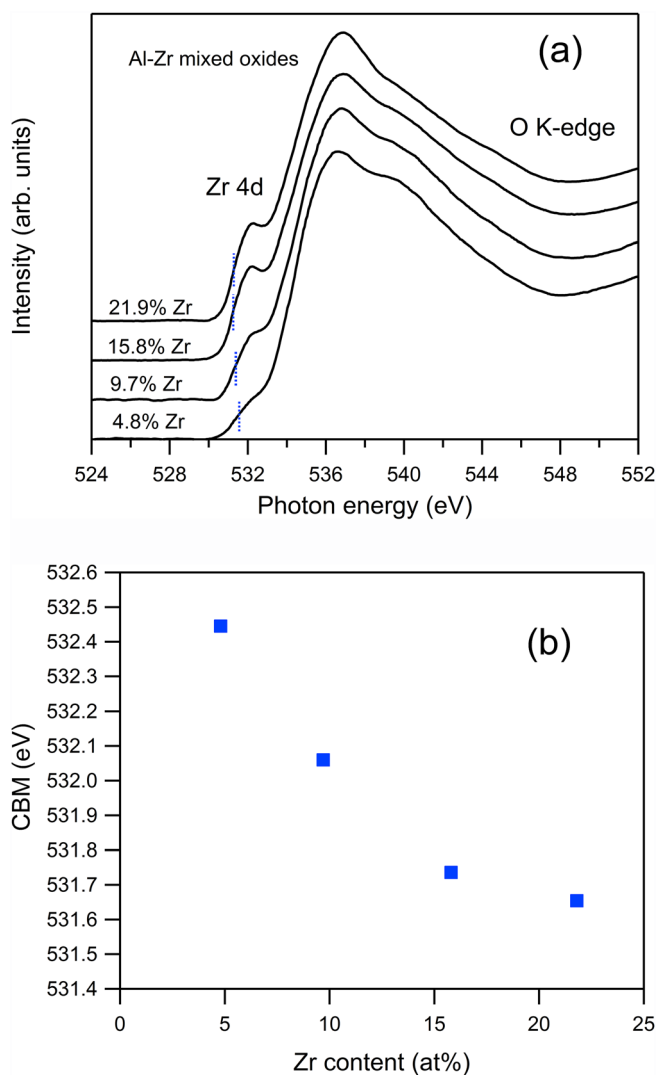 (a)
Al-Zr mixed oxides
O K-edge
Zr 4d
Intensity (arb. units)
21.9% Zr
15.8% Zr
9.7% Zr
4.8% Zr
524 528 532 536 540 544 548 552
Photon energy (eV)
532.6
532.5
532.4
532.3
532.2
532.1
532.0
531.9
531.8
531.7
531.6
531.5
531.4
(b)
CBM (eV)
0 5 10 15 20 25
Zr content (at%)